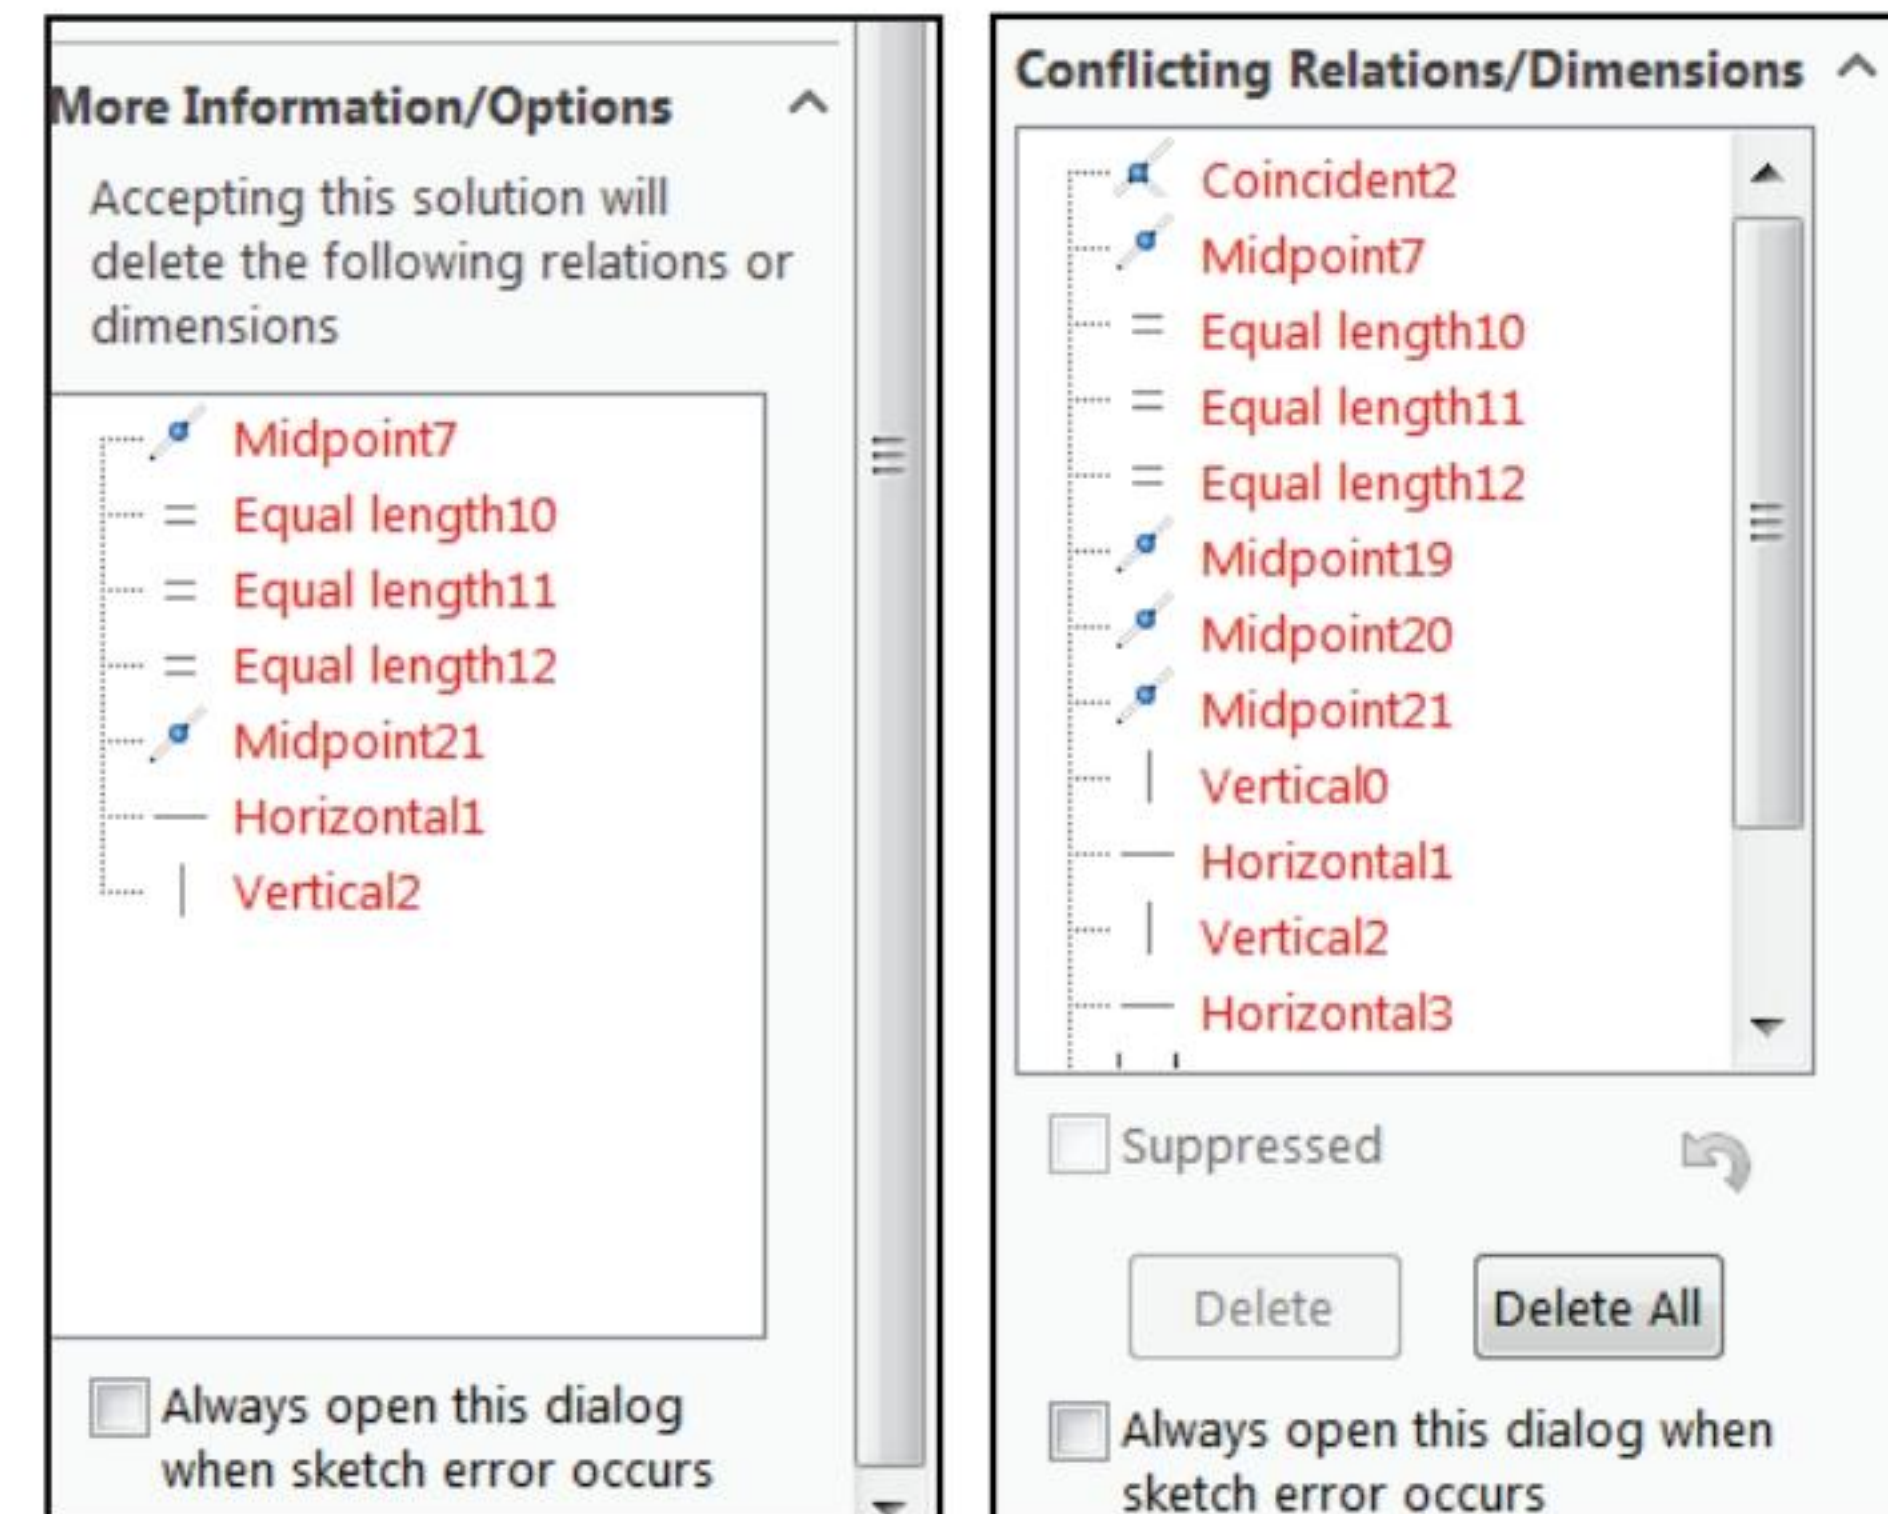 More Information/Options
Accepting this solution will
delete the following relations or
dimensions
Midpoint7
Equal length10
Equal length11
Equal length12
Midpoint21
Horizontal1
Vertical2
Always open this dialog
when sketch error occurs
Conflicting Relations/Dimensions
Coincident2
Midpoint7
Equal length10
Equal length11
Equal length12
Midpoint19
Midpoint20
Midpoint21
Vertical0
Horizontal1
Vertical2
Horizontal3
Suppressed
Delete
Delete All
Always open this dialog when
sketch error occurs